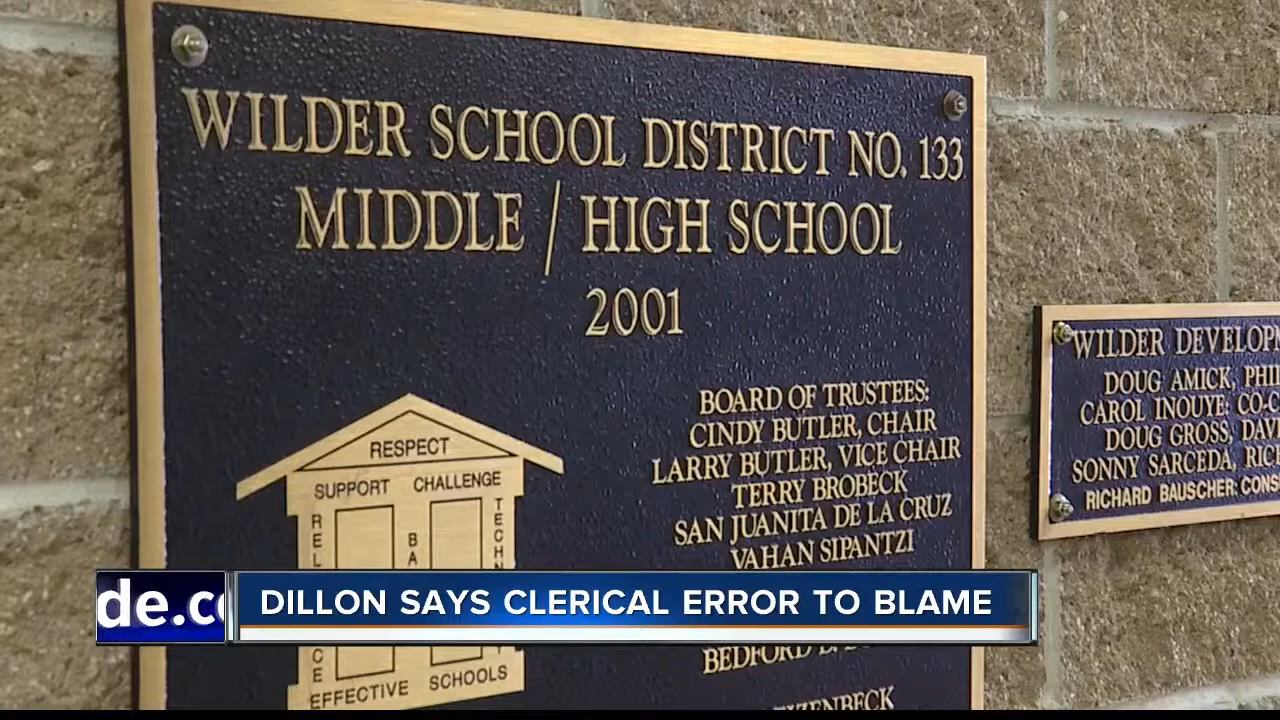 WILDER SCHOOL DISTRICT NO. 133
MIDDLE / HIGH SCHOOL
2001
BOARD OF TRUSTEES:
CINDY BUTLER, CHAIR
LARRY BUTLER, VICE CHAIR
TERRY BROBECK
SAN JUANITA DE LA CRUZ
VAHAN SIPANTZI
BEDFORD
RESPECT
SUPPORT CHALLENGE
EFFECTIVE SCHOOLS
WILDER
DOUG AMICK,
CAROL INOUYE:
DOUG GROSS,
SONNY SARCEDA,
RICHARD BAUSCHER:
de.c
DILLON SAYS CLERICAL ERROR TO BLAME